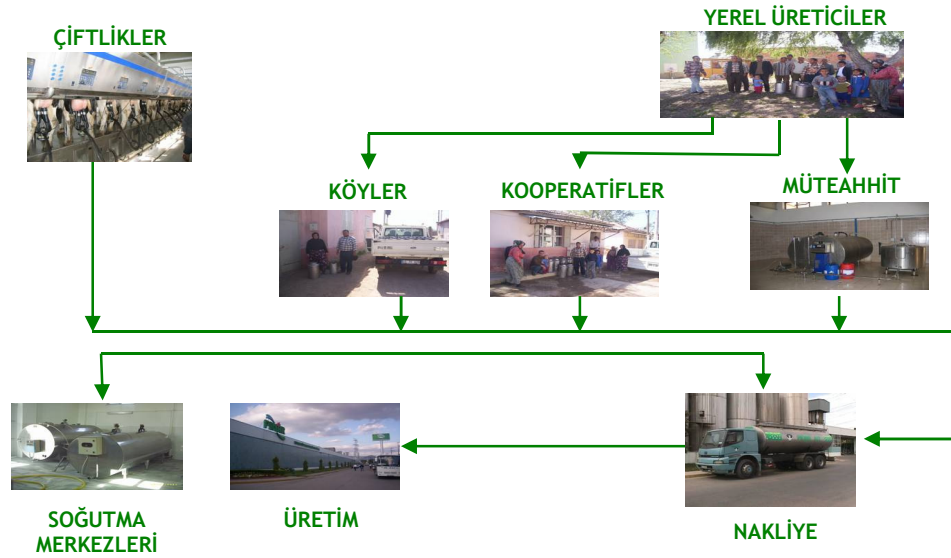 ÇİFTLİKLER
YEREL ÜRETİCİLER
KÖYLER
KOOPERATİFLER
MÜTEAHHİT
SOĞUTMA
MERKEZLERİ
ÜRETİM
NAKLİYE